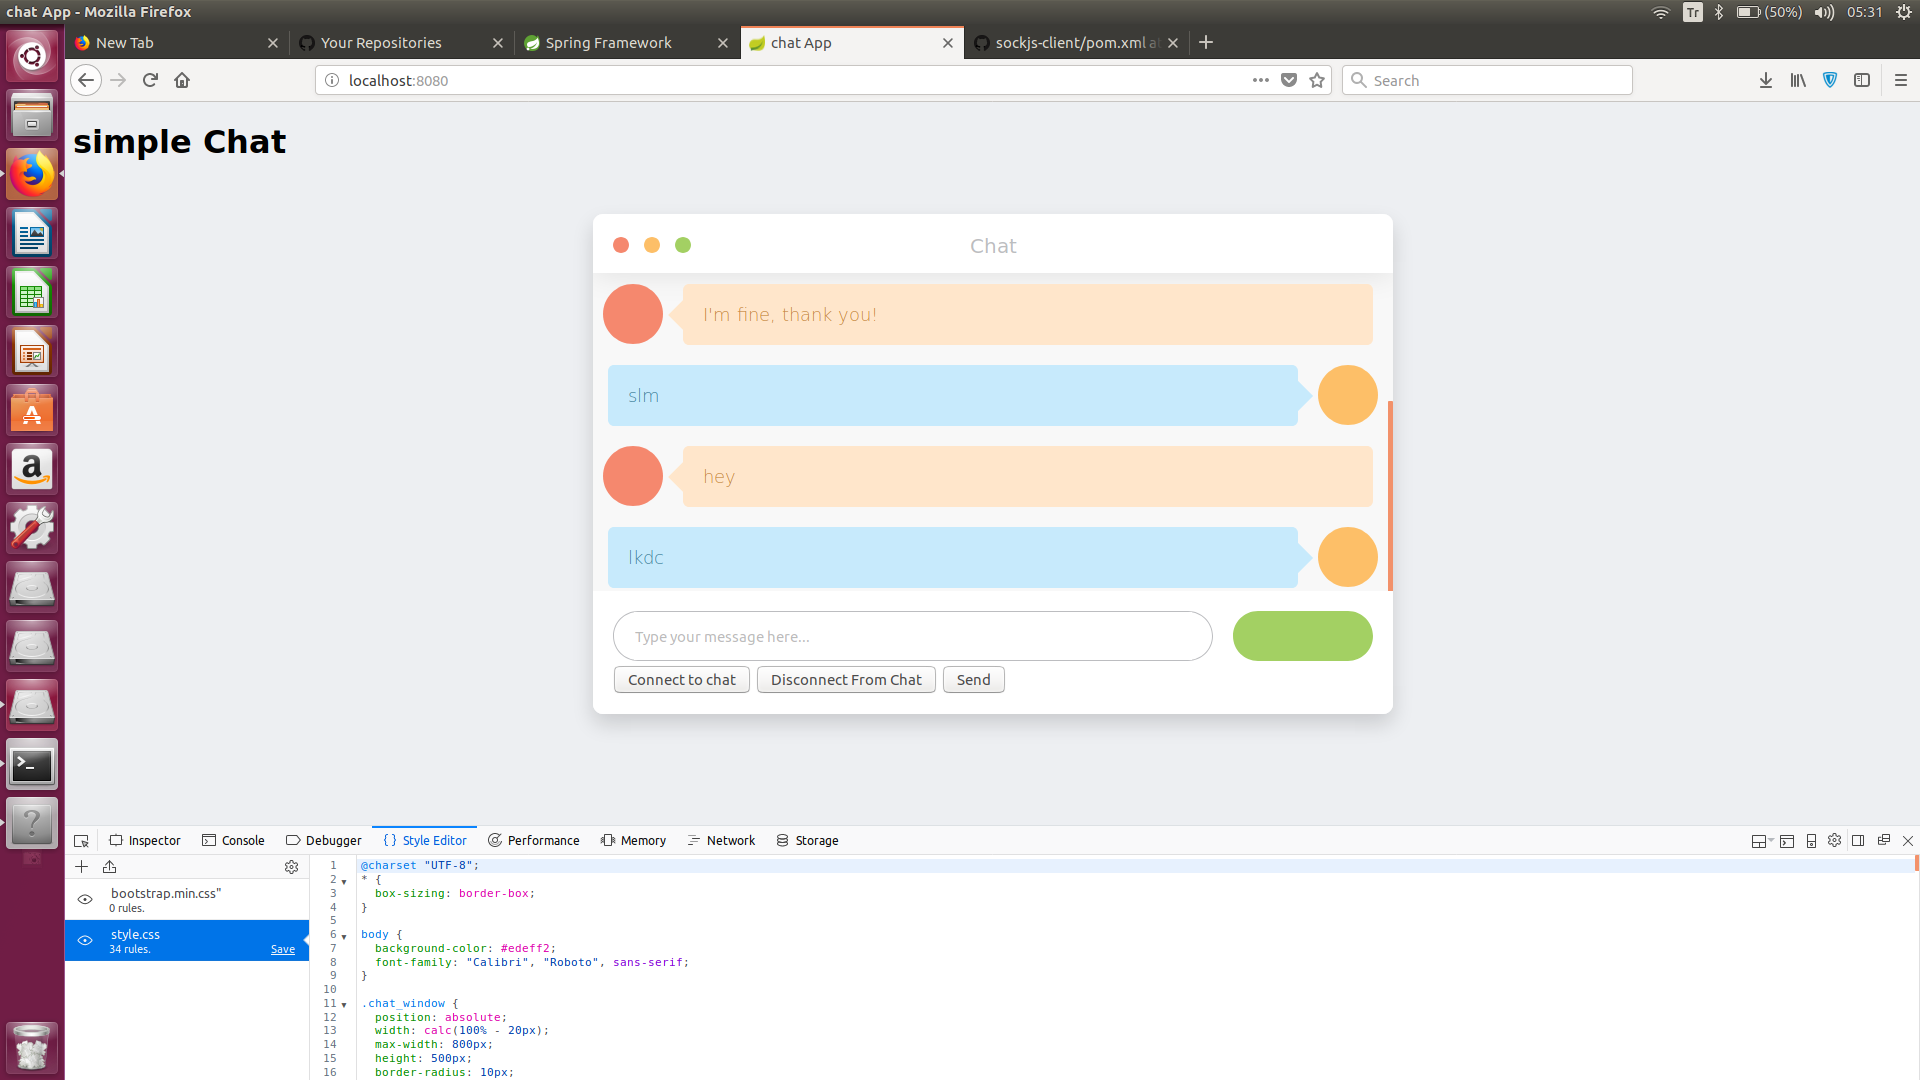 chat App - Mozilla Firefox
Tr
(50%)
05:31
New Tab
Your Repositories
Spring Framework
chat App
sockjs-client/pom.xml
localhost:8080
Search
simple Chat
Chat
I'm fine, thank you!
slm
hey
lkdc
Type your message here...
Connect to chat
Disconnect From Chat
Send
Inspector
Console
Debugger
{} Style Editor
Performance
Memory
Network
Storage
bootstrap.min.css"
0 rules.
style.css
34 rules.
Save
1 @charset "UTF-8";
2 * {
3 box-sizing: border-box;
4 }
5
6 body {
7 background-color: #edeff2;
8 font-family: "Calibri", "Roboto", sans-serif;
9 }
10
11 .chat_window {
12 position: absolute;
13 width: calc(100% - 20px);
14 max-width: 800px;
15 height: 500px;
16 border-radius: 10px;